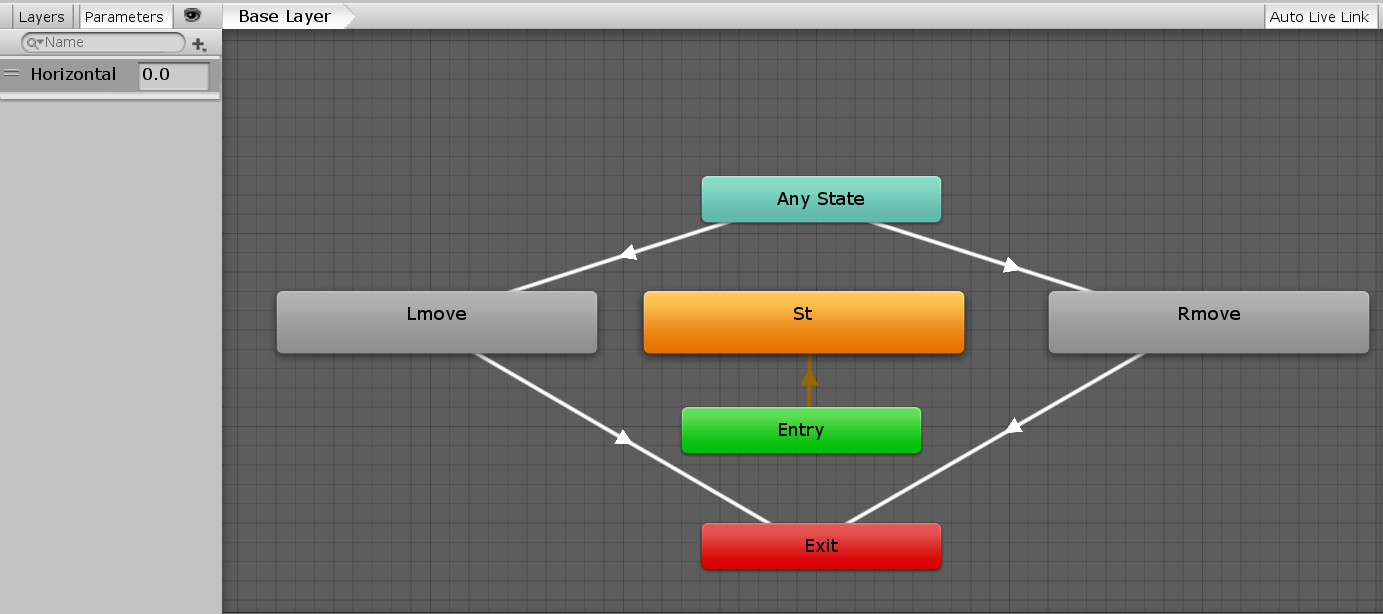 Layers Parameters Base Layer Auto Live Link
Name
Horizontal 0.0
Any State
Lmove St Rmove
Entry
Exit